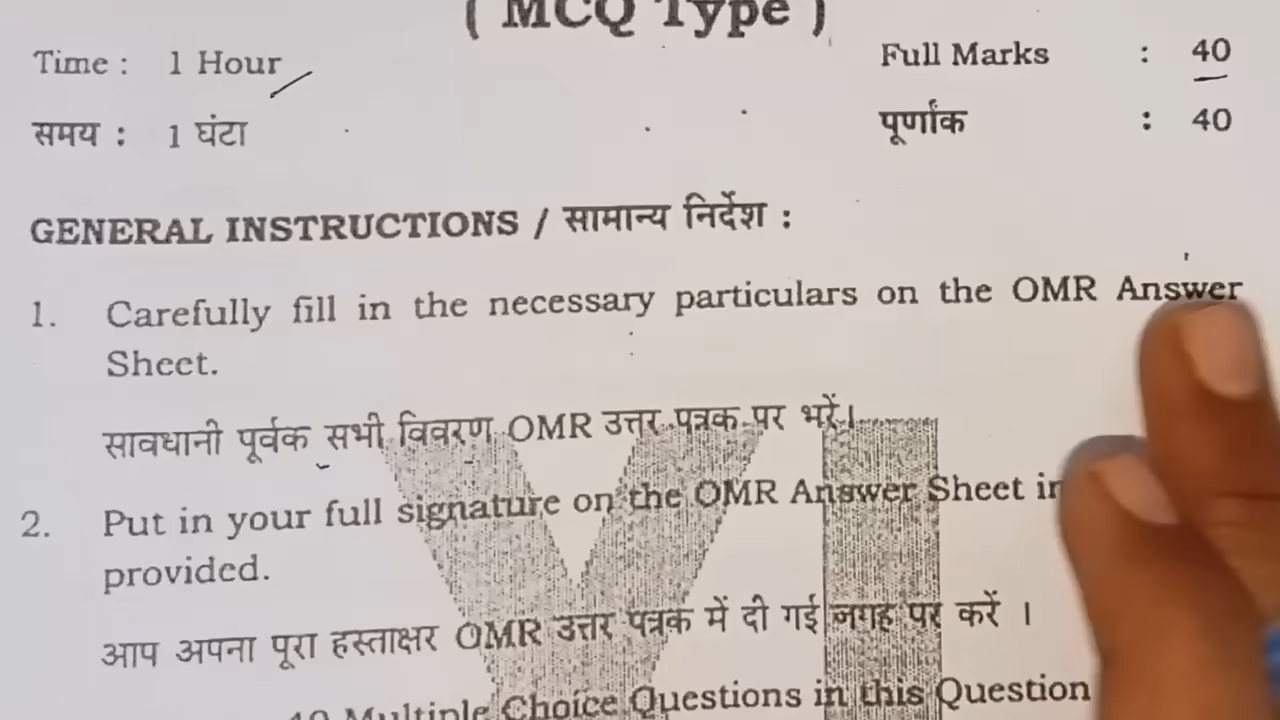 ( MCQ Type )
Time : 1 Hour Full Marks : 40
समय : 1 घंटा पूर्णांक : 40
GENERAL INSTRUCTIONS / सामान्य निर्देश :
1. Carefully fill in the necessary particulars on the OMR Answer
Sheet.
सावधानी पूर्वक सभी विवरण OMR उत्तर पत्रक पर भरें।
2. Put in your full signature on the OMR Answer Sheet in
provided.
आप अपना पूरा हस्ताक्षर OMR उत्तर पत्रक में दी गई जगह पर करें ।
40 Multiple Choice Questions in this Question
VI